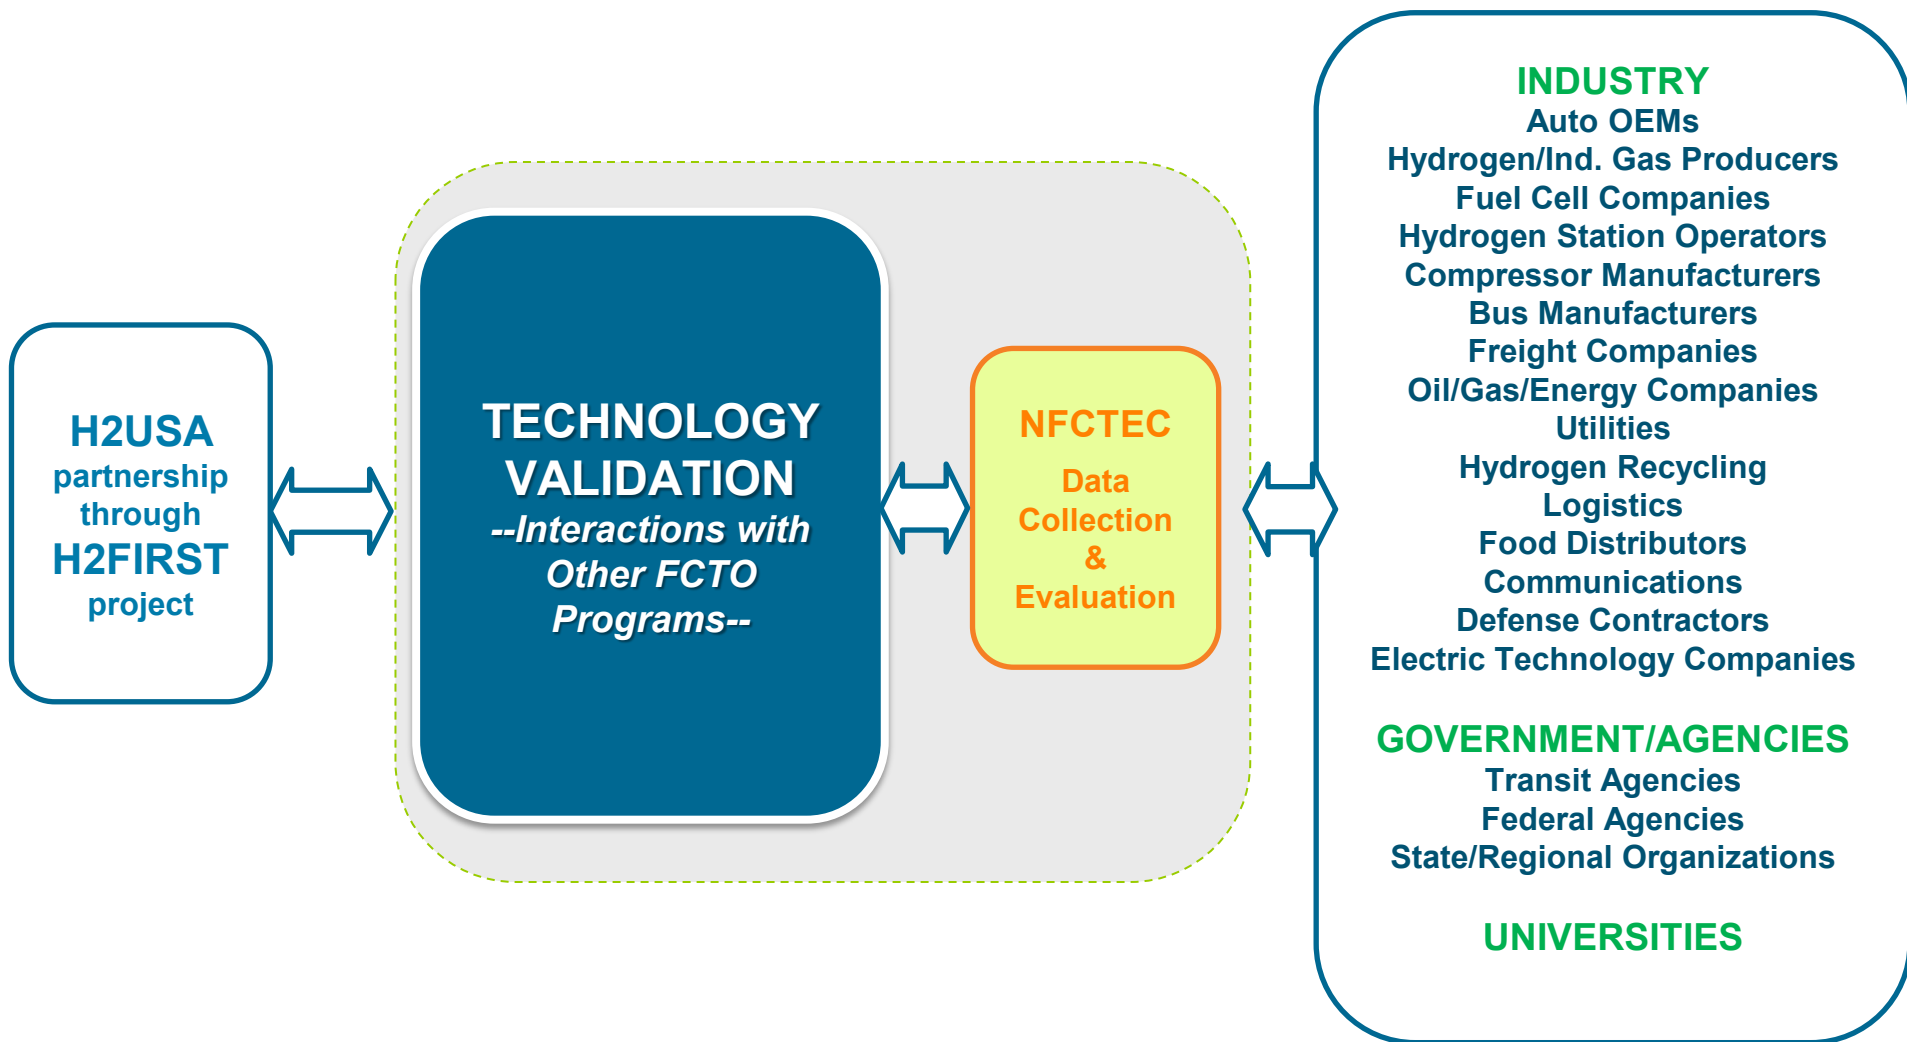 H2USA
partnership
through
H2FIRST
project
TECHNOLOGY
VALIDATION
--Interactions with
Other FCTO
Programs--
NFCTEC
Data
Collection
&
Evaluation
INDUSTRY
Auto OEMs
Hydrogen/Ind. Gas Producers
Fuel Cell Companies
Hydrogen Station Operators
Compressor Manufacturers
Bus Manufacturers
Freight Companies
Oil/Gas/Energy Companies
Utilities
Hydrogen Recycling
Logistics
Food Distributors
Communications
Defense Contractors
Electric Technology Companies
GOVERNMENT/AGENCIES
Transit Agencies
Federal Agencies
State/Regional Organizations
UNIVERSITIES